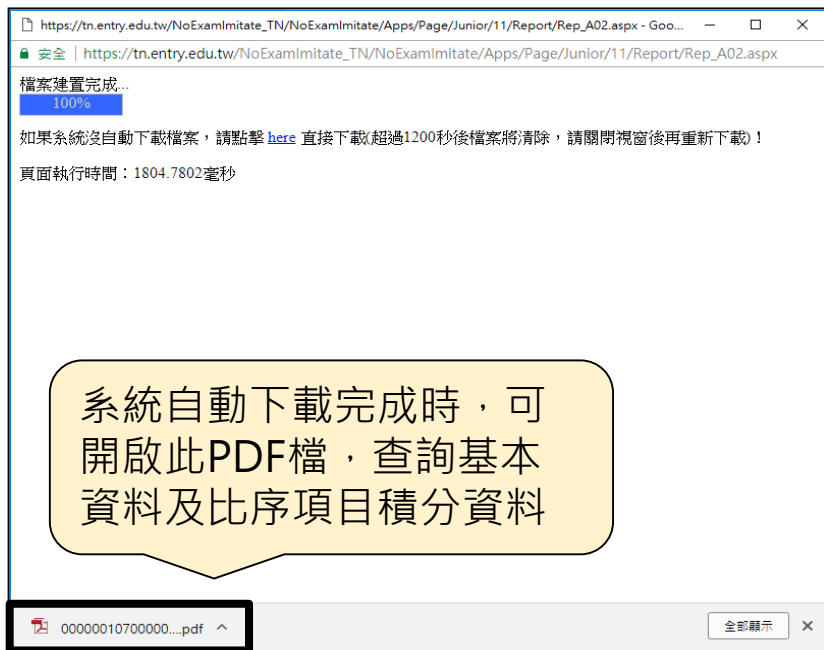 https://tn.entry.edu.tw/NoExamImitate_TN/NoExamImitate/Apps/Page/Junior/11/Report/Rep_A02.aspx - Goo...
安全 | https://tn.entry.edu.tw/NoExamImitate_TN/NoExamImitate/Apps/Page/Junior/11/Report/Rep_A02.aspx
檔案建置完成...
100%
如果系統沒自動下載檔案，請點擊 here 直接下載(超過1200秒後檔案將清除，請關閉視窗後再重新下載)！
頁面執行時間：1804.7802毫秒
系統自動下載完成時，可
開啟此PDF檔，查詢基本
資料及比序項目積分資料
00000010700000....pdf
全部顯示